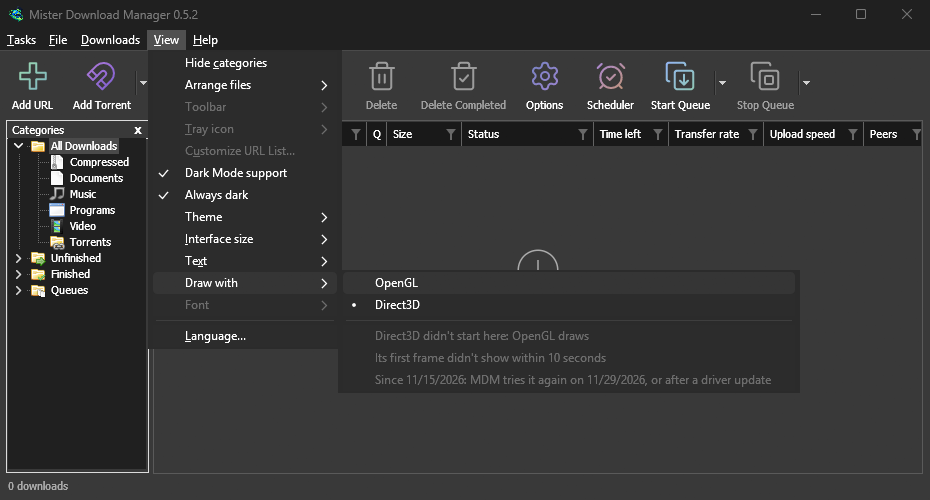 Mister Download Manager 0.5.2
Tasks File Downloads View Help
Add URL
Add Torrent
Delete
Delete Completed
Options
Scheduler
Start Queue
Stop Queue
Hide categories
Arrange files
Toolbar
Tray icon
Customize URL List...
Dark Mode support
Always dark
Theme
Interface size
Text
Draw with
Font
Language...
OpenGL
Direct3D
Direct3D didn't start here: OpenGL draws
Its first frame didn't show within 10 seconds
Since 11/15/2026: MDM tries it again on 11/29/2026, or after a driver update
Categories x
All Downloads
Compressed
Documents
Music
Programs
Video
Torrents
Unfinished
Finished
Queues
Q Size Status Time left Transfer rate Upload speed Peers
0 downloads